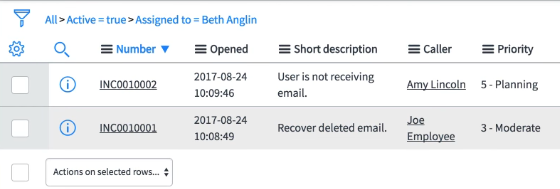 All > Active = true > Assigned to = Beth Anglin
Number ▼ Opened Short description Caller Priority
INC0010002 2017-08-24 10:09:46 User is not receiving email. Amy Lincoln 5 - Planning
INC0010001 2017-08-24 10:08:49 Recover deleted email. Joe Employee 3 - Moderate
Actions on selected rows...